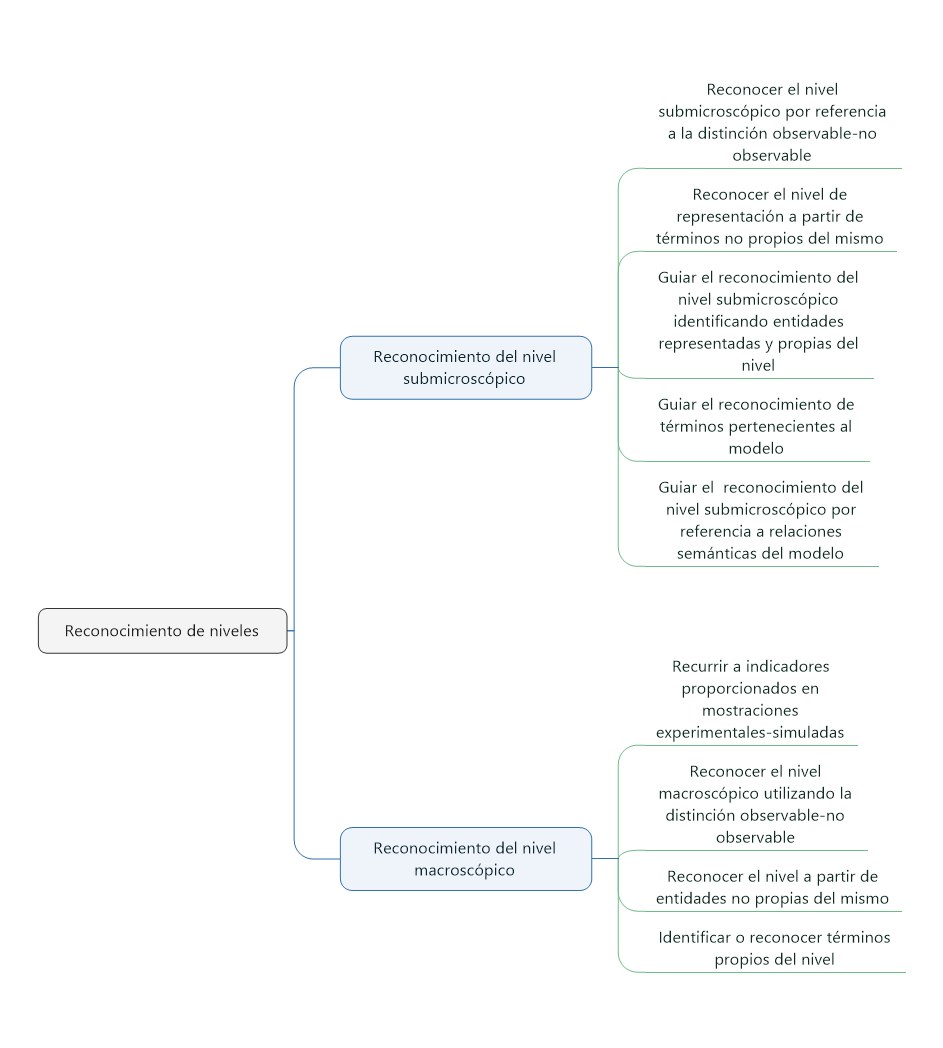 Reconocer el nivel
submicroscópico por referencia
a la distinción observable-no
observable
Reconocer el nivel de
representación a partir de
términos no propios del mismo
Guiar el reconocimiento del
nivel submicroscópico
identificando entidades
representadas y propias del
nivel
Reconocimiento del nivel
submicroscópico
Guiar el reconocimiento de
términos pertenecientes al
modelo
Guiar el  reconocimiento del
nivel submicroscópico por
referencia a relaciones
semánticas del modelo
Reconocimiento de niveles
Recurrir a indicadores
proporcionados en
mostraciones
experimentales-simuladas
Reconocer el nivel
macroscópico utilizando la
distinción observable-no
observable
Reconocimiento del nivel
macroscópico
Reconocer el nivel a partir de
entidades no propias del mismo
Identificar o reconocer términos
propios del nivel